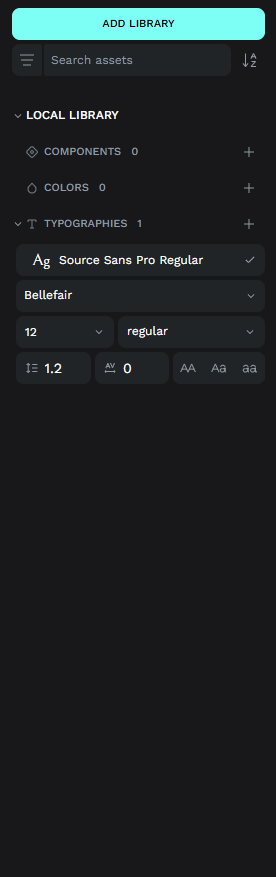 ADD LIBRARY
Search assets
A
Z
LOCAL LIBRARY
COMPONENTS 0
COLORS 0
TYPOGRAPHIES 1
Ag Source Sans Pro Regular
Bellefair
12 regular
1.2 AV 0 AA Aa aa